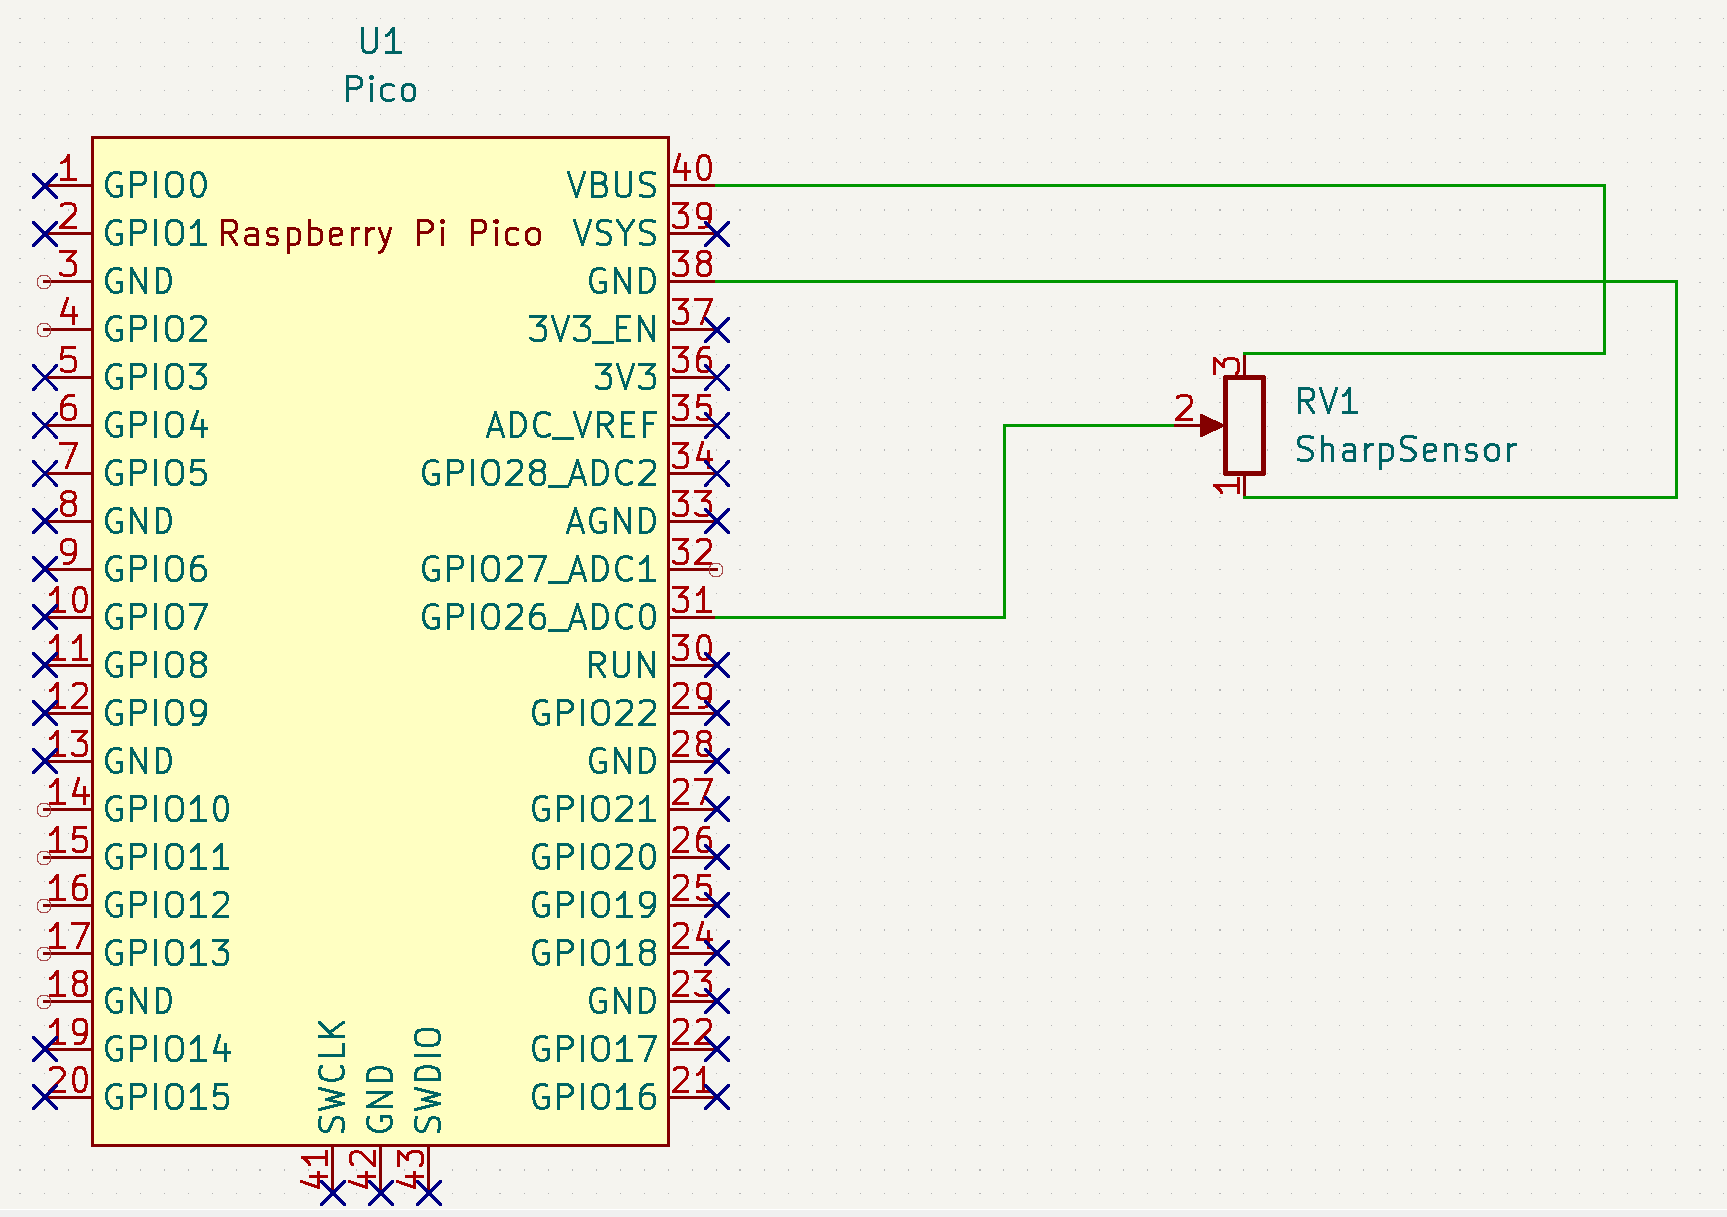 U1
Pico
1 GPIO0 VBUS 40
2 GPIO1 Raspberry Pi Pico VSYS 39
3 GND GND 38
4 GPIO2 3V3_EN 37
5 GPIO3 3V3 36
6 GPIO4 ADC_VREF 35
7 GPIO5 GPIO28_ADC2 34
8 GND AGND 33
9 GPIO6 GPIO27_ADC1 32
10 GPIO7 GPIO26_ADC0 31
11 GPIO8 RUN 30
12 GPIO9 GPIO22 29
13 GND GND 28
14 GPIO10 GPIO21 27
15 GPIO11 GPIO20 26
16 GPIO12 GPIO19 25
17 GPIO13 GPIO18 24
18 GND GND 23
19 GPIO14 GPIO17 22
20 GPIO15 GPIO16 21
SWCLK 41
GND 42
SWDIO 43
3
2
1
RV1
SharpSensor